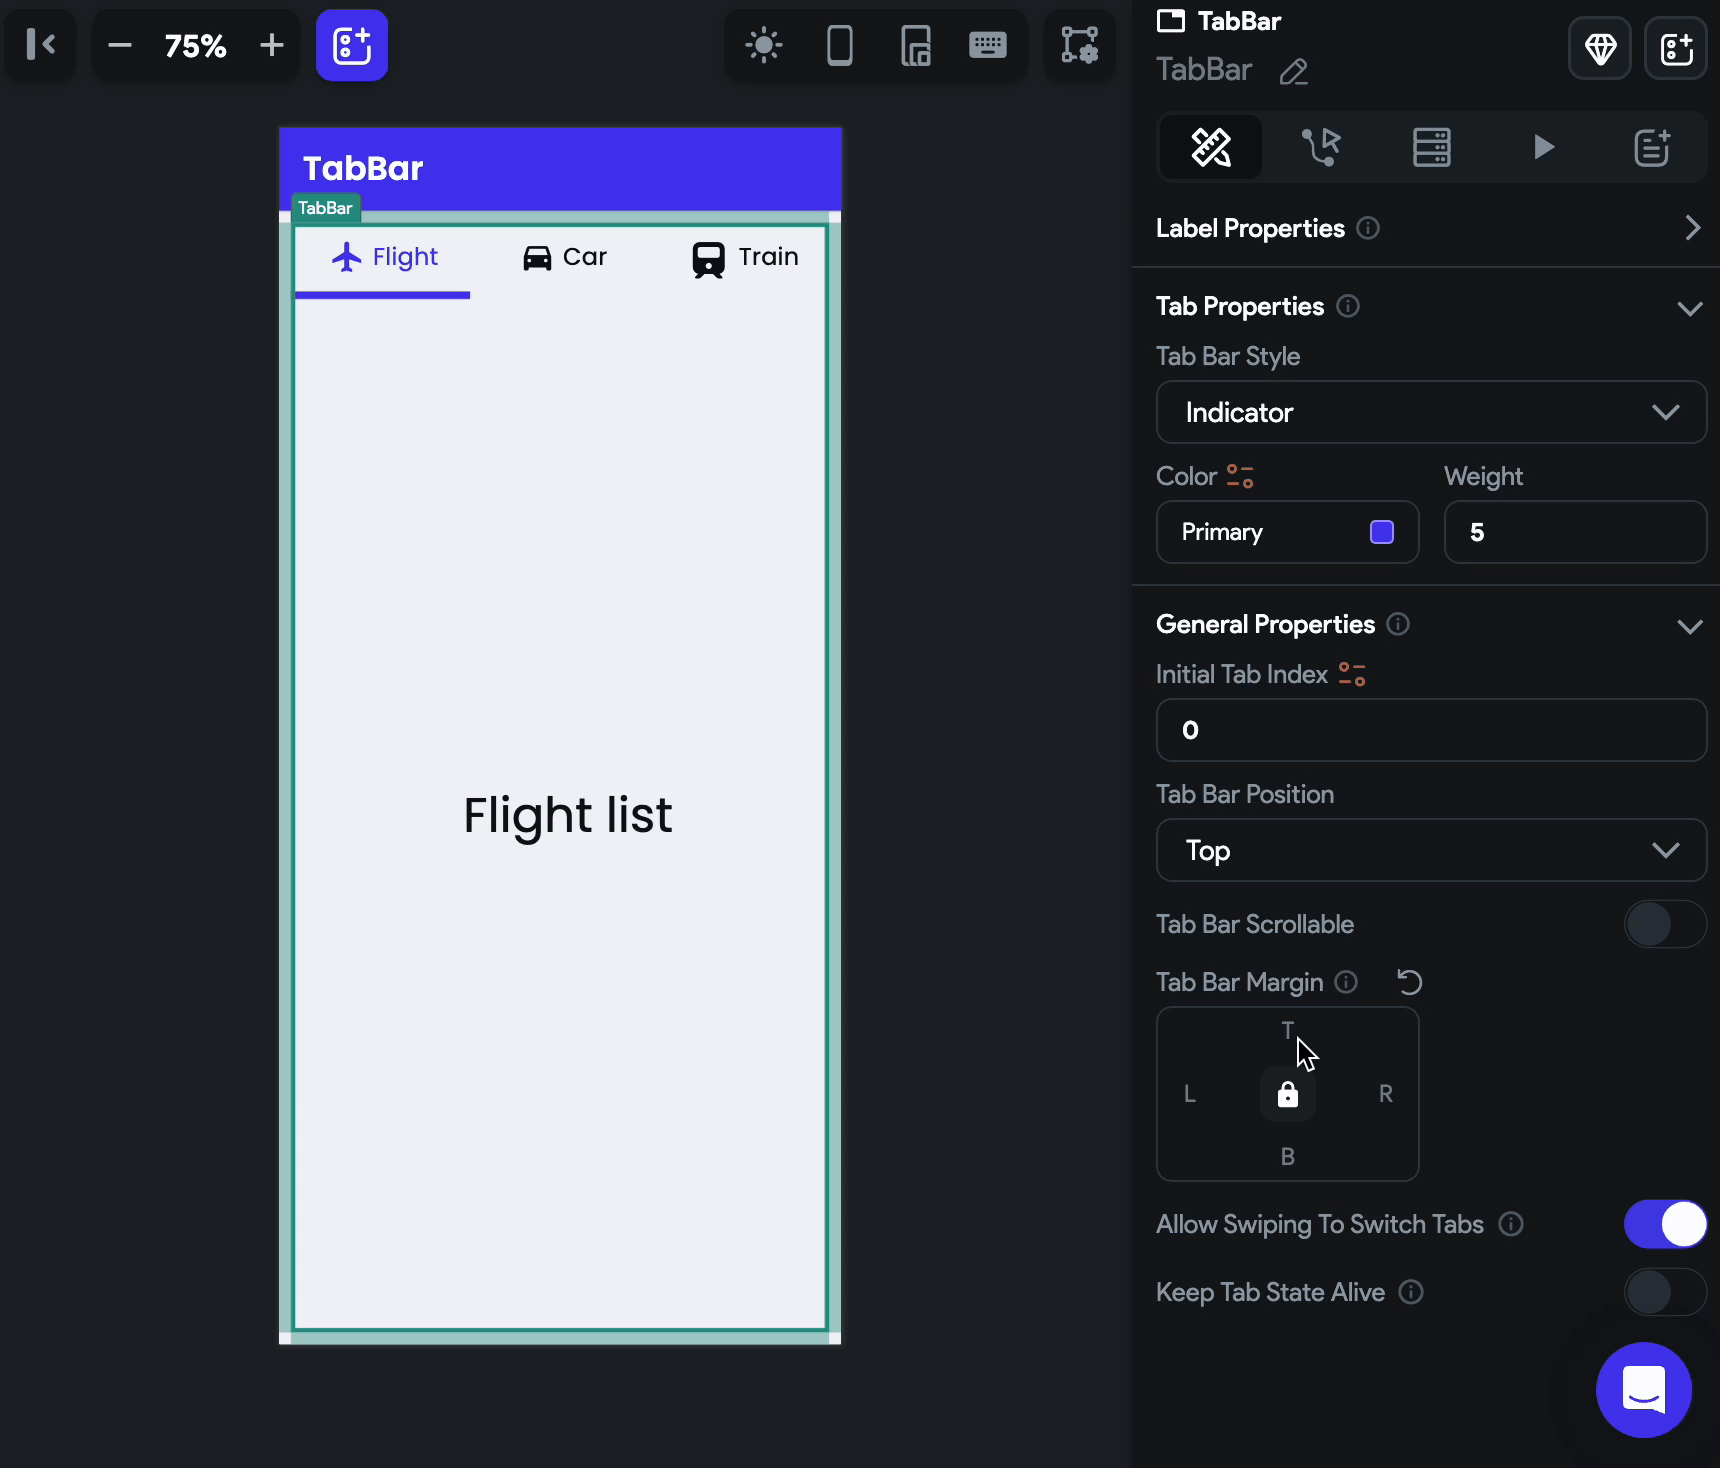 75%
TabBar
TabBar
TabBar
TabBar
Flight
Car
Train
Flight list
Label Properties
Tab Properties
Tab Bar Style
Indicator
Color
Weight
Primary
5
General Properties
Initial Tab Index
0
Tab Bar Position
Top
Tab Bar Scrollable
Tab Bar Margin
T
L
R
B
Allow Swiping To Switch Tabs
Keep Tab State Alive